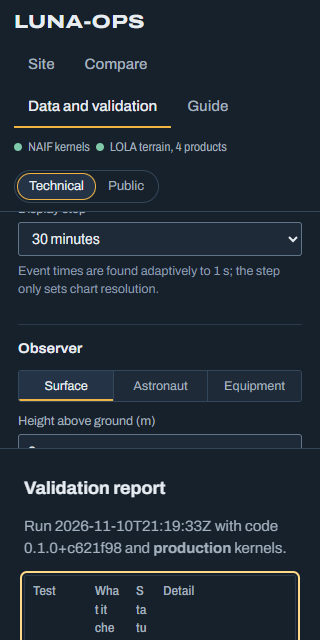 LUNA-OPS
Site Compare
Data and validation Guide
NAIF kernels LOLA terrain, 4 products
Technical Public
Display step
30 minutes
Event times are found adaptively to 1 s; the step
only sets chart resolution.
Observer
Surface Astronaut Equipment
Height above ground (m)
Validation report
Run 2026-11-10T21:19:33Z with code
0.1.0+c621f98 and production kernels.
Test Wha S Detail
t it ta
che tu